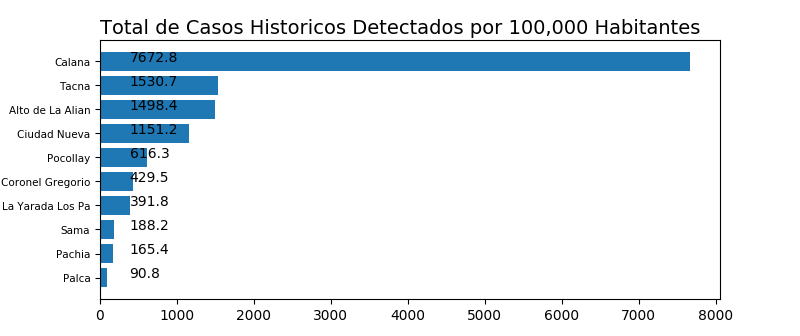 Total de Casos Historicos Detectados por 100,000 Habitantes
Calana 7672.8
Tacna 1530.7
Alto de La Alian 1498.4
Ciudad Nueva 1151.2
Pocollay 616.3
Coronel Gregorio 429.5
La Yarada Los Pa 391.8
Sama 188.2
Pachia 165.4
Palca 90.8
0 1000 2000 3000 4000 5000 6000 7000 8000